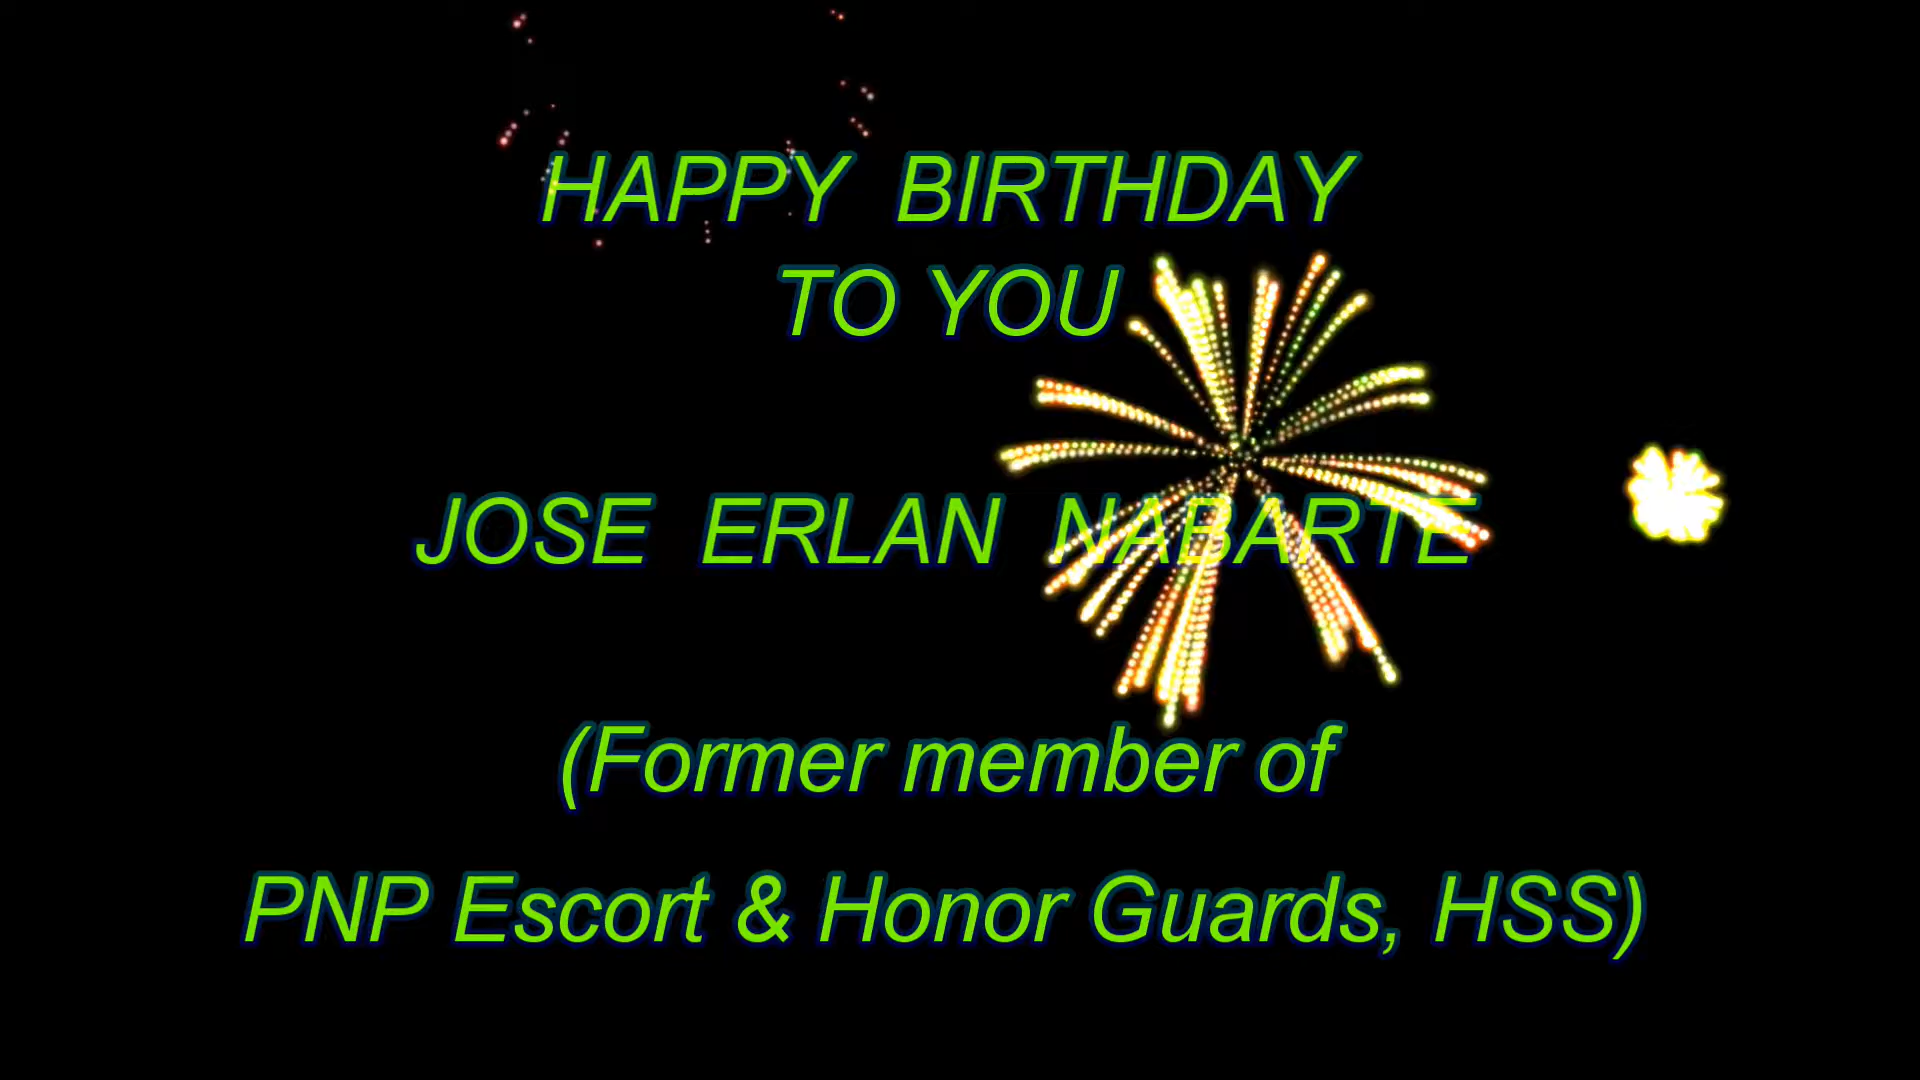 HAPPY BIRTHDAY
TO YOU
JOSE ERLAN NABARTE
(Former member of
PNP Escort & Honor Guards, HSS)